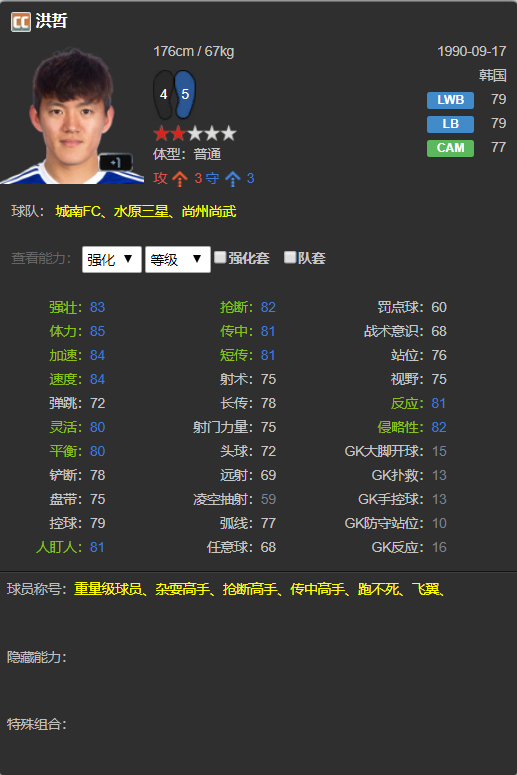 CC 洪哲
176cm / 67kg 1990-09-17
韩国
4 5 LWB 79
LB 79
CAM 77
+1
体型：普通
攻 3 守 3
球队：城南FC、水原三星、尚州尚武
查看能力： 强化 ▼ 等级 ▼ 强化套 队套
强壮：83 抢断：82 罚点球：60
体力：85 传中：81 战术意识：68
加速：84 短传：81 站位：76
速度：84 射术：75 视野：75
弹跳：72 长传：78 反应：81
灵活：80 射门力量：75 侵略性：82
平衡：80 头球：72 GK大脚开球：15
铲断：78 远射：69 GK扑救：13
盘带：75 凌空抽射：59 GK手控球：13
控球：79 弧线：77 GK防守站位：10
人盯人：81 任意球：68 GK反应：16
球员称号：重量级球员、杂耍高手、抢断高手、传中高手、跑不死、飞翼、
隐藏能力：
特殊组合：